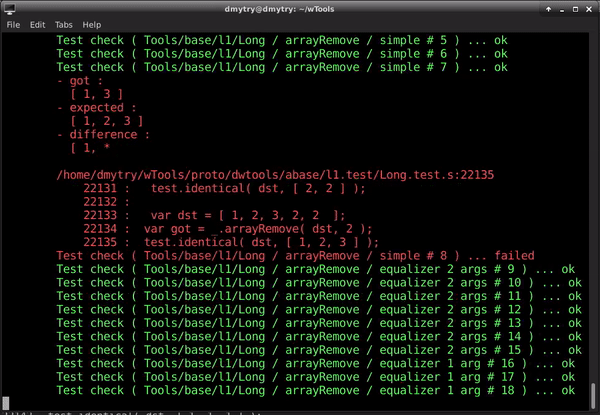 dmytry@dmytry: ~/wTools
File Edit Tabs Help
Test check ( Tools/base/l1/Long / arrayRemove / simple # 5 ) ... ok
Test check ( Tools/base/l1/Long / arrayRemove / simple # 6 ) ... ok
Test check ( Tools/base/l1/Long / arrayRemove / simple # 7 ) ... ok
- got :
[ 1, 3 ]
- expected :
[ 1, 2, 3 ]
- difference :
[ 1, *
/home/dmytry/wTools/proto/dwtools/abase/l1.test/Long.test.s:22135
22131 : test.identical( dst, [ 2, 2 ] );
22132 :
22133 : var dst = [ 1, 2, 3, 2, 2 ];
22134 : var got = _.arrayRemove( dst, 2 );
22135 : test.identical( dst, [ 1, 2, 3 ] );
Test check ( Tools/base/l1/Long / arrayRemove / simple # 8 ) ... failed
Test check ( Tools/base/l1/Long / arrayRemove / equalizer 2 args # 9 ) ... ok
Test check ( Tools/base/l1/Long / arrayRemove / equalizer 2 args # 10 ) ... ok
Test check ( Tools/base/l1/Long / arrayRemove / equalizer 2 args # 11 ) ... ok
Test check ( Tools/base/l1/Long / arrayRemove / equalizer 2 args # 12 ) ... ok
Test check ( Tools/base/l1/Long / arrayRemove / equalizer 2 args # 13 ) ... ok
Test check ( Tools/base/l1/Long / arrayRemove / equalizer 2 args # 14 ) ... ok
Test check ( Tools/base/l1/Long / arrayRemove / equalizer 2 args # 15 ) ... ok
Test check ( Tools/base/l1/Long / arrayRemove / equalizer 1 arg # 16 ) ... ok
Test check ( Tools/base/l1/Long / arrayRemove / equalizer 1 arg # 17 ) ... ok
Test check ( Tools/base/l1/Long / arrayRemove / equalizer 1 arg # 18 ) ... ok